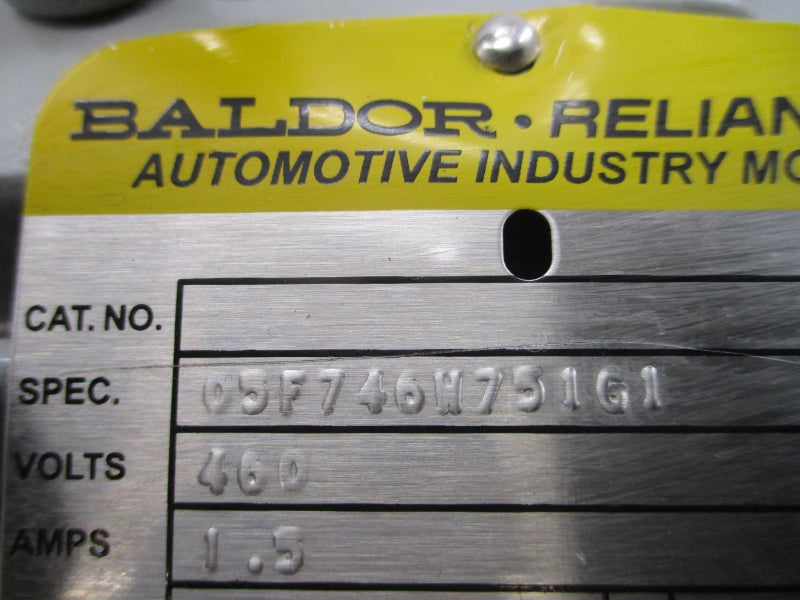 BALDOR · RELIAN
AUTOMOTIVE INDUSTRY MO
CAT. NO.
SPEC. 05F746W751G1
VOLTS 460
AMPS 1.5